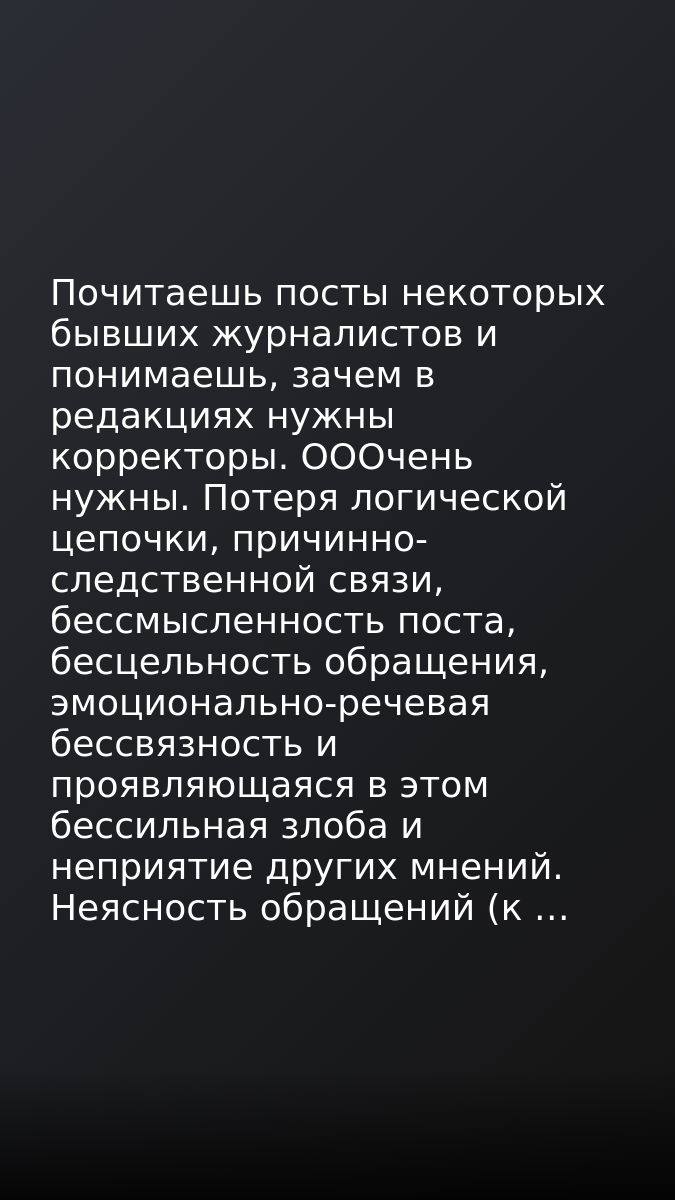 Почитаешь посты некоторых
бывших журналистов и
понимаешь, зачем в
редакциях нужны
корректоры. ОООчень
нужны. Потеря логической
цепочки, причинно-
следственной связи,
бессмысленность поста,
бесцельность обращения,
эмоционально-речевая
бессвязность и
проявляющаяся в этом
бессильная злоба и
неприятие других мнений.
Неясность обращений (к ...